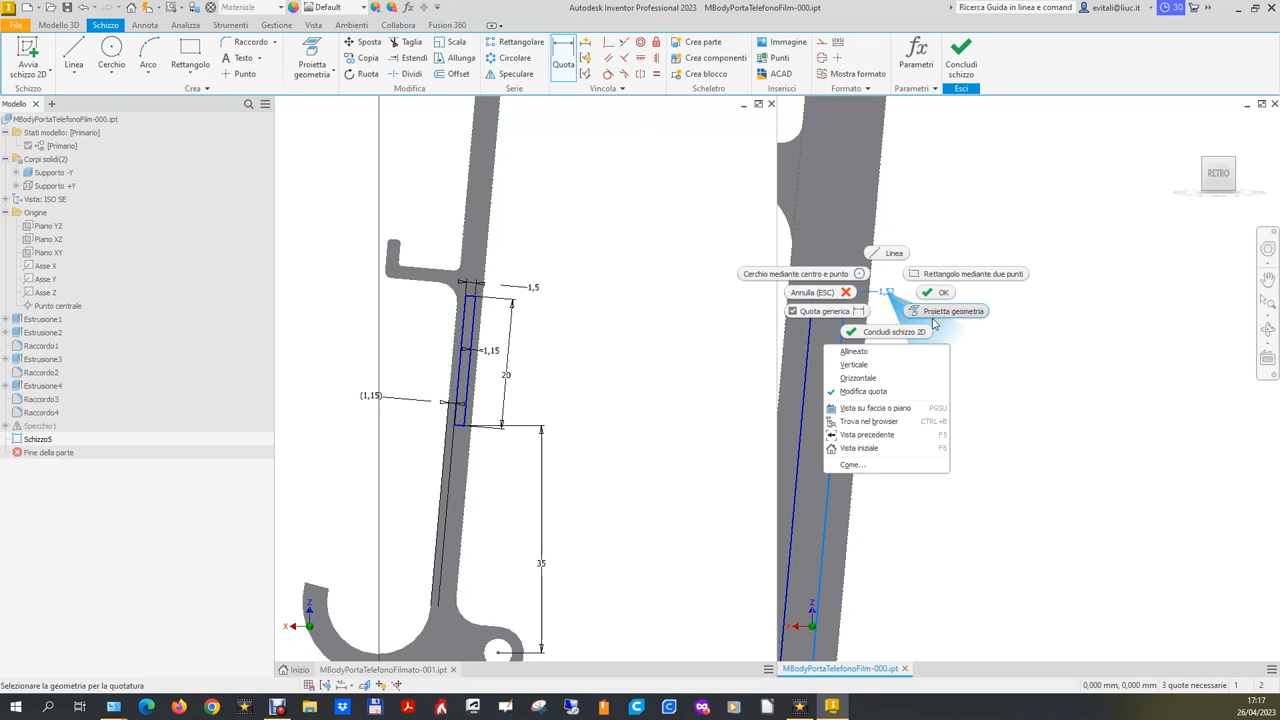 Materiale
Default
Autodesk Inventor Professional 2023 MBodyPortaTelefonoFilm-000.ipt
Ricerca Guida in linea e comandi
evitali@liuc.it
30
File Modello 3D Schizzo Annota Analizza Strumenti Gestione Vista Ambienti Collabora Fusion 360
Avvia schizzo 2D
Linea
Cerchio
Arco
Rettangolo
Raccordo
Testo
Punto
Proietta geometria
Sposta
Copia
Ruota
Taglia
Estendi
Dividi
Scala
Allunga
Offset
Rettangolare
Circolare
Speculare
Quota
Crea parte
Crea componenti
Crea blocco
Immagine
Punti
ACAD
Mostra formato
Parametri
Concludi schizzo
Schizzo
Crea
Modifica
Serie
Vincola
Scheletro
Inserisci
Formato
Parametri
Esci
Modello
MBodyPortaTelefonoFilm-000.ipt
Stati modello: [Primario]
[Primario]
Corpi solidi(2)
Supporto -Y
Supporto +Y
Vista: ISO SE
Origine
Piano YZ
Piano XZ
Piano XY
Asse X
Asse Y
Asse Z
Punto centrale
Estrusione1
Estrusione2
Raccordo1
Estrusione3
Raccordo2
Estrusione4
Raccordo3
Raccordo4
Specchio1
Schizzo5
Fine della parte
1,5
1,15
20
(1,15)
35
Z
X
RETRO
Linea
Cerchio mediante centro e punto
Rettangolo mediante due punti
Annulla (ESC)
1,52
OK
Quota generica
Proietta geometria
Concludi schizzo 2D
Allineato
Verticale
Orizzontale
Modifica quota
Vista su faccia o piano PGSU
Trova nel browser CTRL+B
Vista precedente F5
Vista iniziale F6
Come...
Z
X
Inizio
MBodyPortaTelefonoFilmato-001.ipt
MBodyPortaTelefonoFilm-000.ipt
Selezionare la geometria per la quotatura
0,000 mm, 0,000 mm 3 quote necessarie 1 2
17:17
26/04/2023